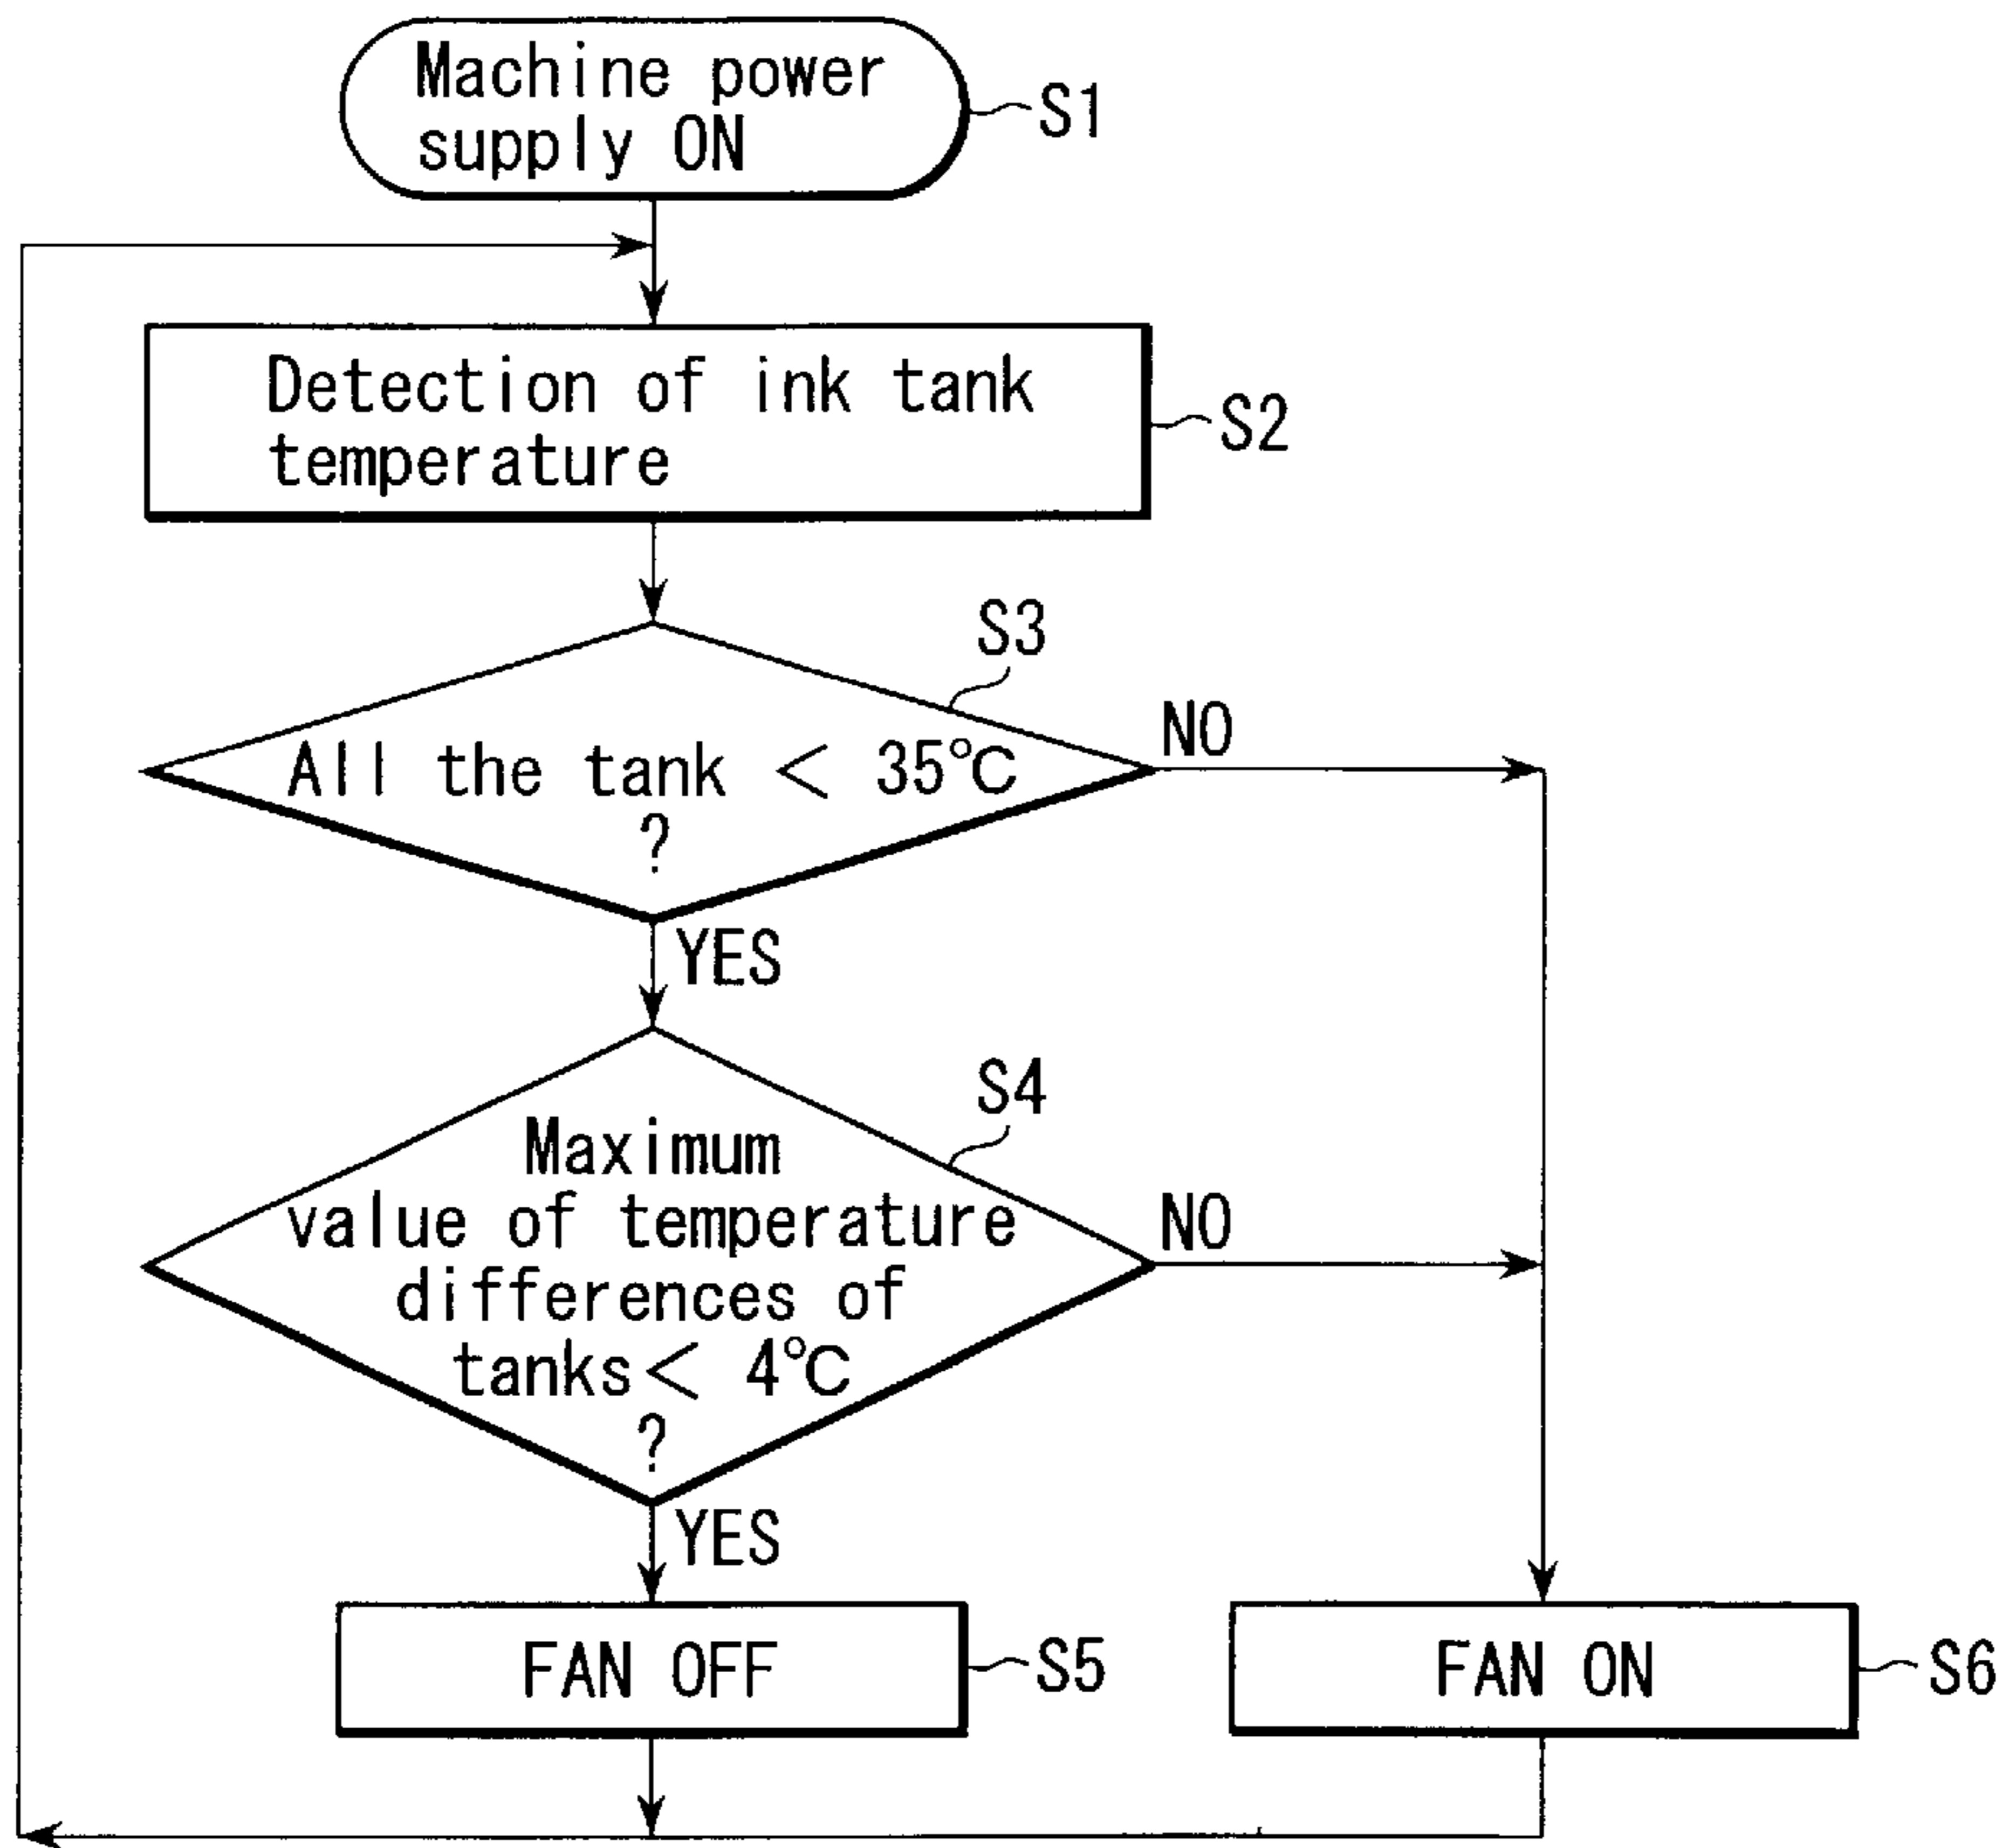 Machine power
supply ON
S1
Detection of ink tank
temperature
S2
S3
All the tank < 35℃
?
NO
YES
S4
Maximum
value of temperature
differences of
tanks< 4℃
?
NO
YES
FAN OFF
S5
FAN ON
S6